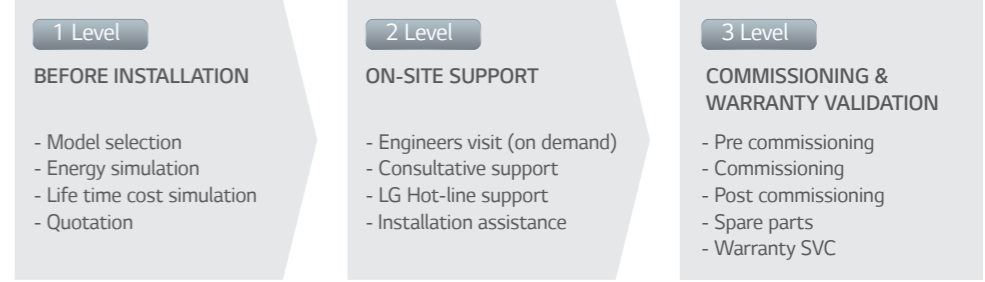 1 Level
BEFORE INSTALLATION
- Model selection
- Energy simulation
- Life time cost simulation
- Quotation
2 Level
ON-SITE SUPPORT
- Engineers visit (on demand)
- Consultative support
- LG Hot-line support
- Installation assistance
3 Level
COMMISSIONING &
WARRANTY VALIDATION
- Pre commissioning
- Commissioning
- Post commissioning
- Spare parts
- Warranty SVC